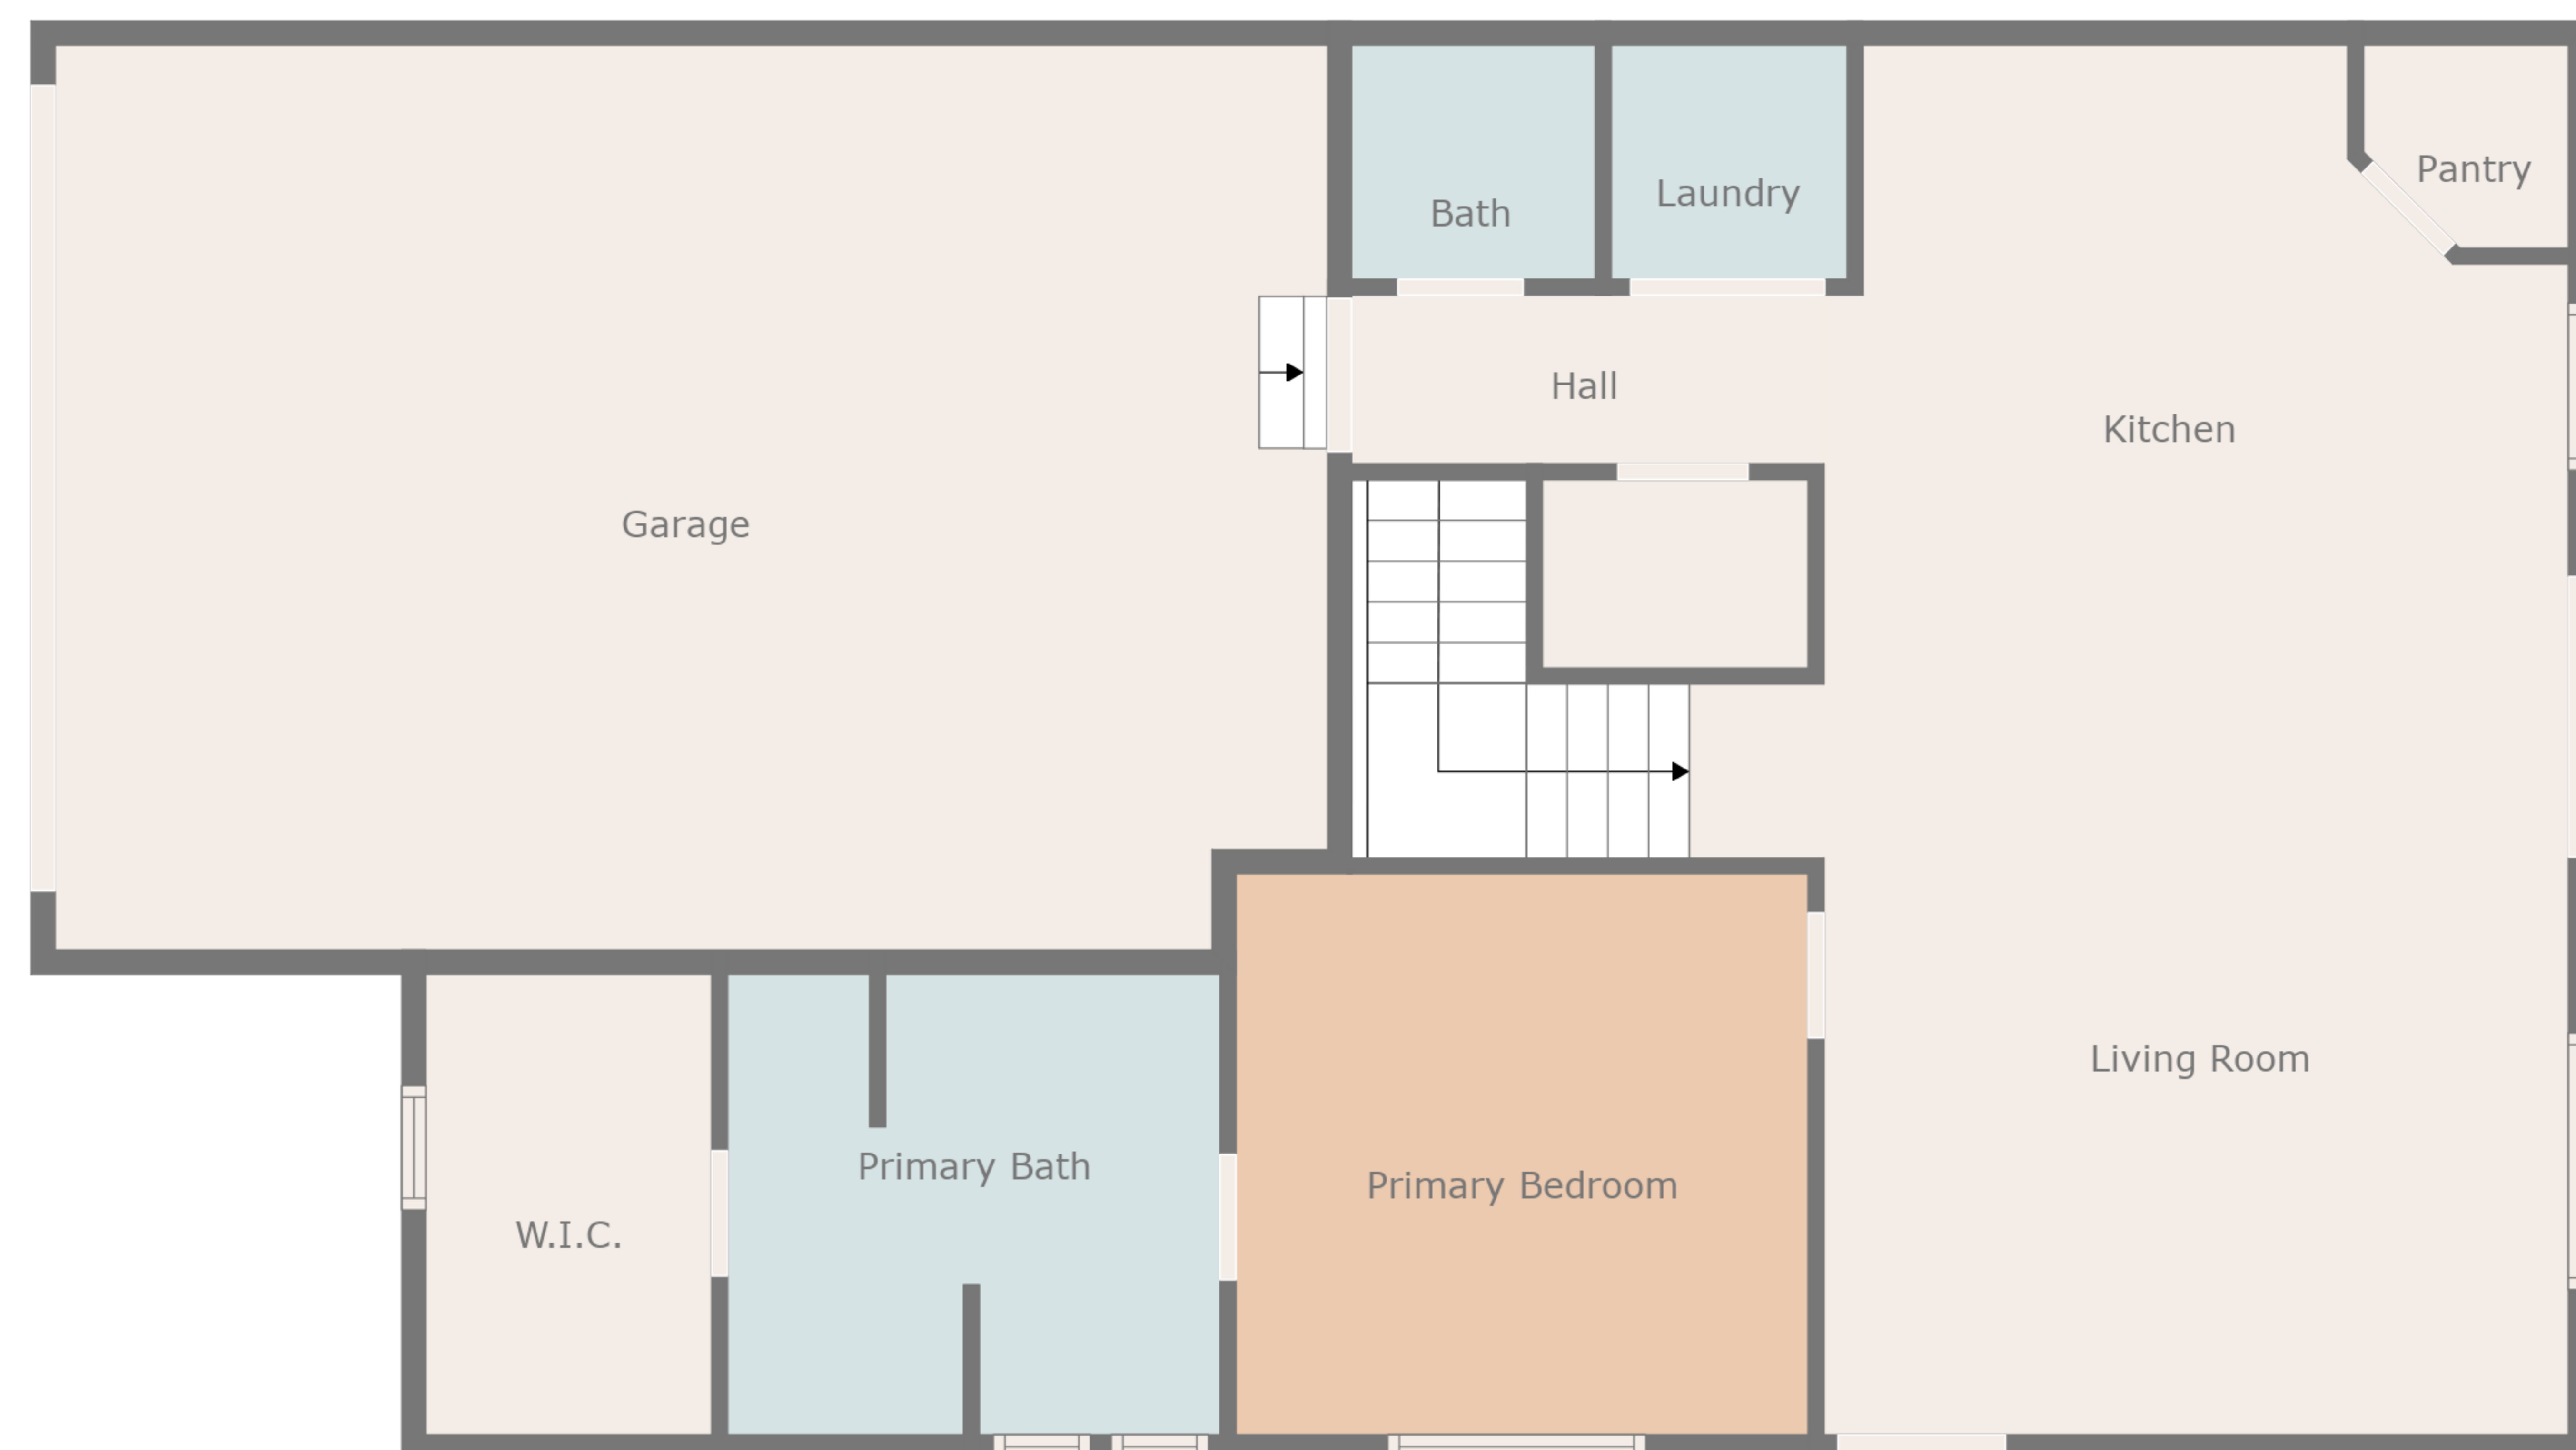 Pantry
Laundry
Bath
Hall
Kitchen
Garage
Living Room
Primary Bath
Primary Bedroom
W.I.C.